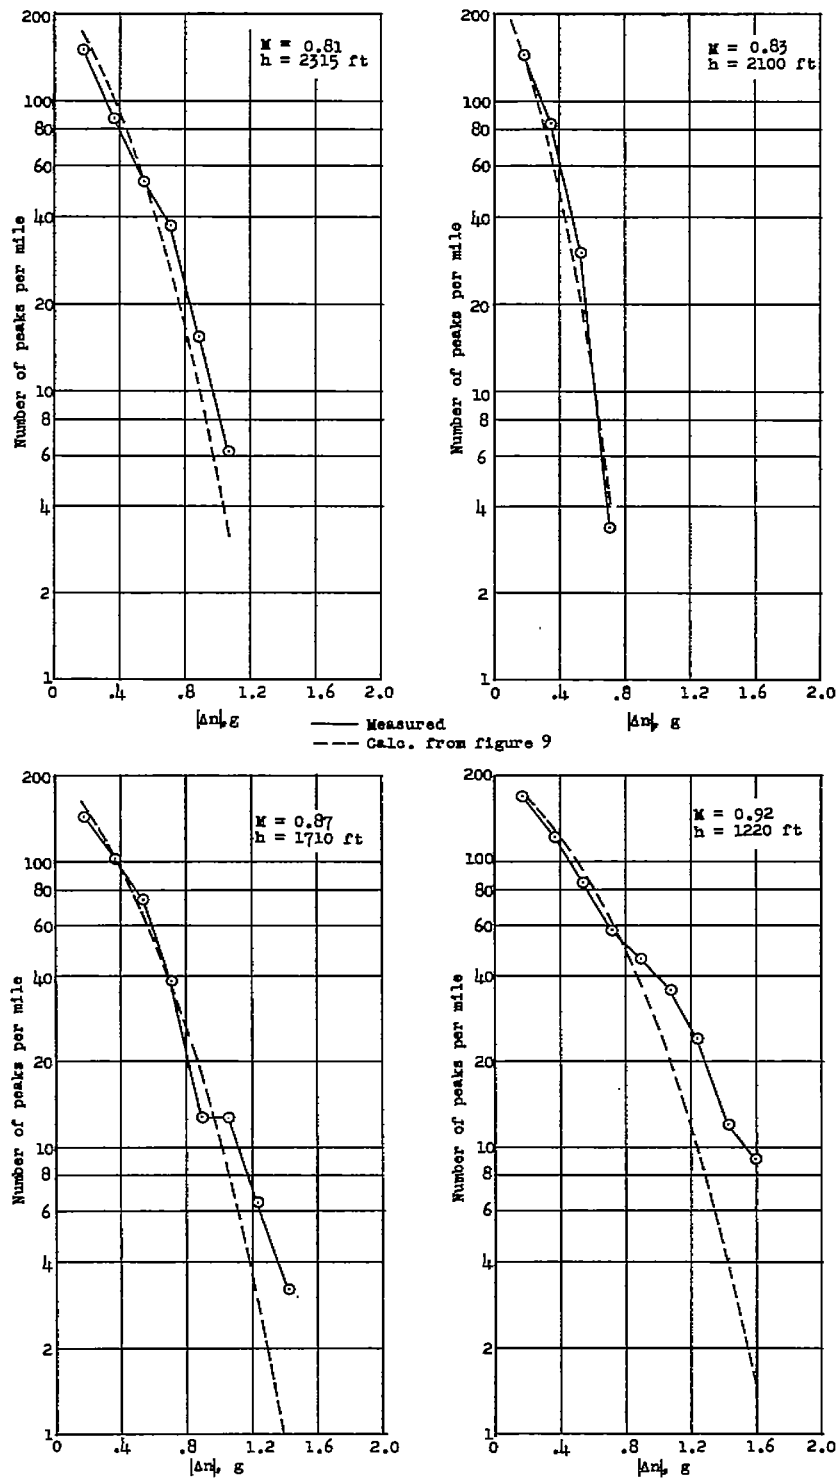 200
M = 0.81
h = 2315 ft
100
80
60
40
20
10
8
6
4
2
1
Number of peaks per mile
0 .4 .8 1.2 1.6 2.0
|Δn|, g
200
M = 0.83
h = 2100 ft
100
80
60
40
20
10
8
6
4
2
1
Number of peaks per mile
0 .4 .8 1.2 1.6 2.0
|Δn|, g
Measured
Calc. from figure 9
200
M = 0.87
h = 1710 ft
100
80
60
40
20
10
8
6
4
2
1
Number of peaks per mile
0 .4 .8 1.2 1.6 2.0
|Δn|, g
200
M = 0.92
h = 1220 ft
100
80
60
40
20
10
8
6
4
2
1
Number of peaks per mile
0 .4 .8 1.2 1.6 2.0
|Δn|, g